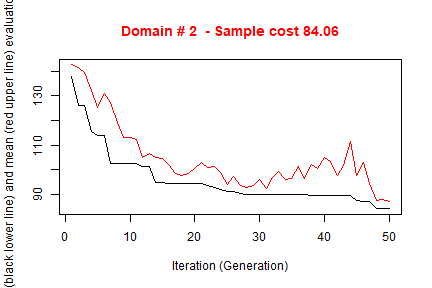 Domain # 2 - Sample cost 84.06
(black lower line) and mean (red upper line) evaluatio
130
110
90
0 10 20 30 40 50
Iteration (Generation)